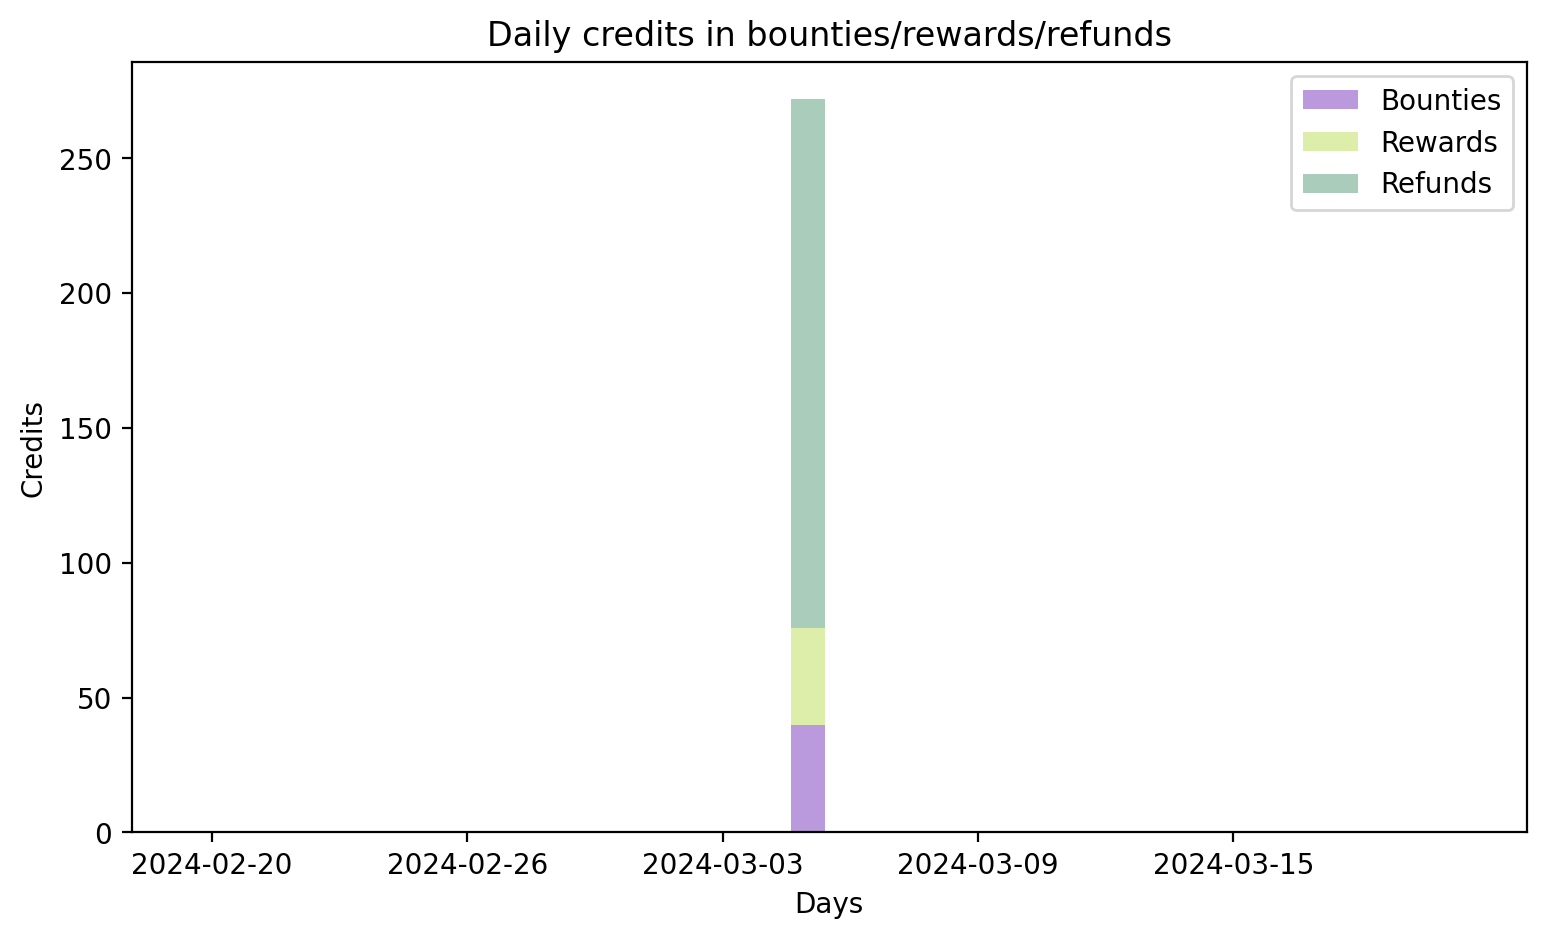 Daily credits in bounties/rewards/refunds
Bounties
Rewards
Refunds
Credits
250
200
150
100
50
0
2024-02-20 2024-02-26 2024-03-03 2024-03-09 2024-03-15
Days